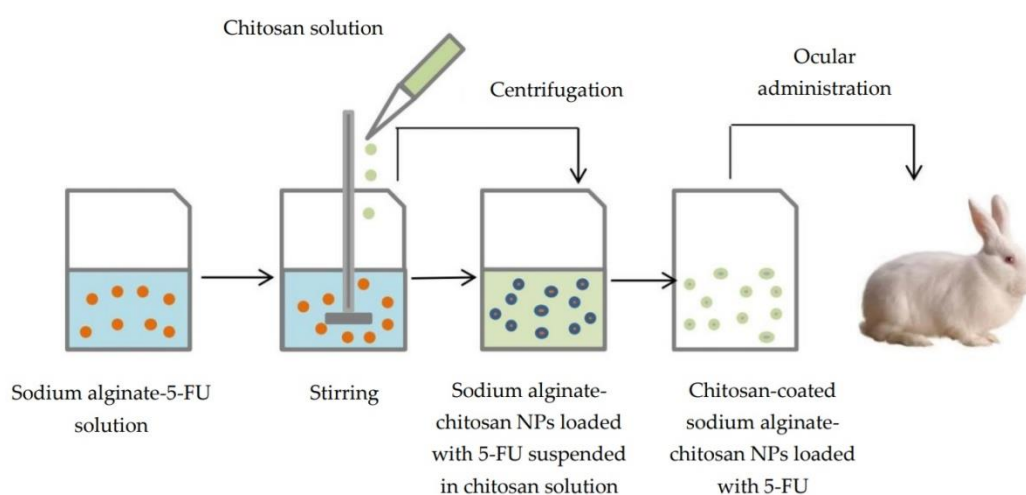 Chitosan solution
Centrifugation
Ocular
administration
Sodium alginate-5-FU
solution
Stirring
Sodium alginate-
chitosan NPs loaded
with 5-FU suspended
in chitosan solution
Chitosan-coated
sodium alginate-
chitosan NPs loaded
with 5-FU